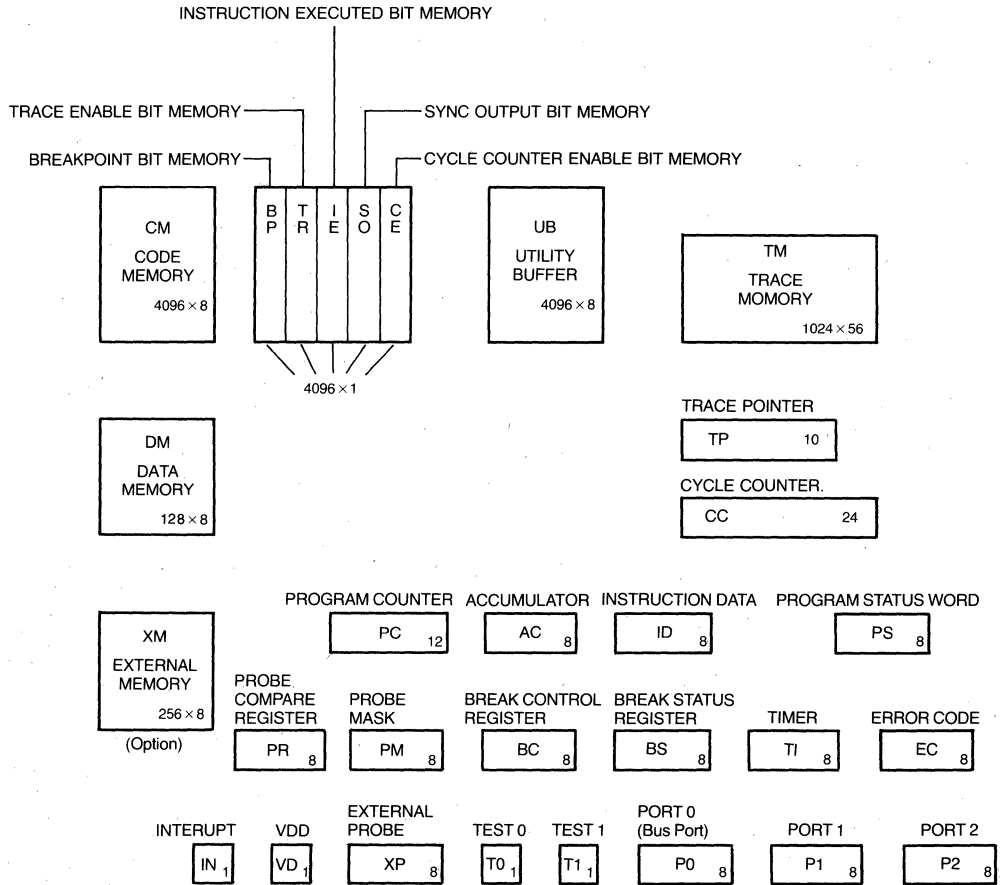 INSTRUCTION EXECUTED BIT MEMORY
TRACE ENABLE BIT MEMORY
SYNC OUTPUT BIT MEMORY
BREAKPOINT BIT MEMORY
CYCLE COUNTER ENABLE BIT MEMORY
CM
CODE
MEMORY
4096 × 8
BP
TR
IE
SO
CE
4096 × 1
UB
UTILITY
BUFFER
4096 × 8
TM
TRACE
MOMORY
1024 × 56
DM
DATA
MEMORY
128 × 8
TRACE POINTER
TP 10
CYCLE COUNTER.
CC 24
XM
EXTERNAL
MEMORY
256 × 8
(Option)
PROGRAM COUNTER
PC 12
ACCUMULATOR
AC 8
INSTRUCTION DATA
ID 8
PROGRAM STATUS WORD
PS 8
PROBE
COMPARE
REGISTER
PR 8
PROBE
MASK
PM 8
BREAK CONTROL
REGISTER
BC 8
BREAK STATUS
REGISTER
BS 8
TIMER
TI 8
ERROR CODE
EC 8
INTERUPT
IN 1
VDD
VD 1
EXTERNAL
PROBE
XP 8
TEST 0
T0 1
TEST 1
T1 1
PORT 0
(Bus Port)
P0 8
PORT 1
P1 8
PORT 2
P2 8